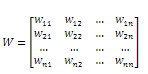 w₁₁ w₁₂ … w₁ₙ
W = w₂₁ w₂₂ … w₂ₙ
… … … …
wₙ₁ wₙ₂ … wₙₙ